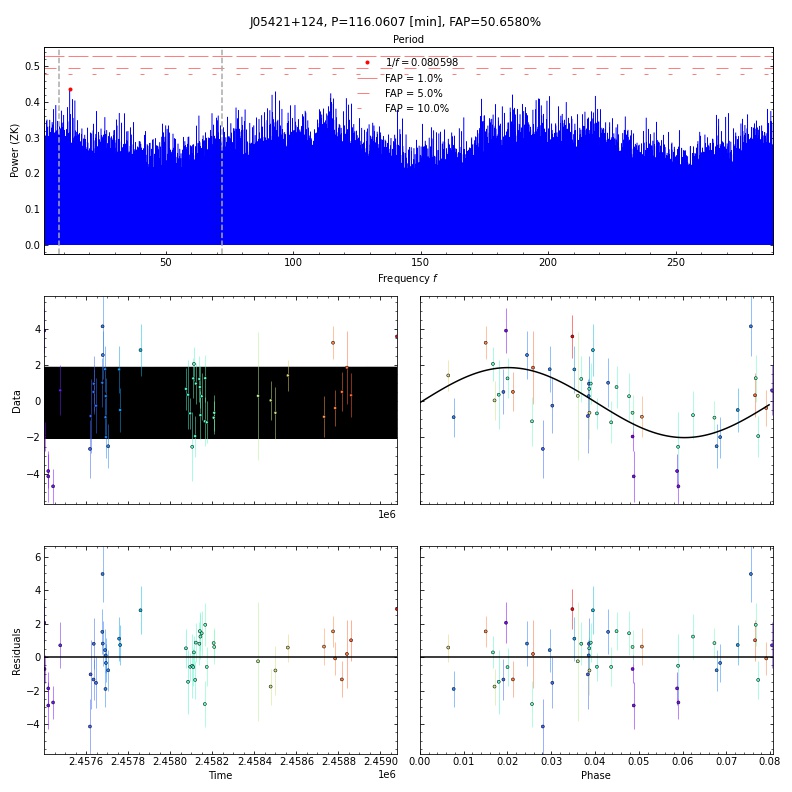 J05421+124, P=116.0607 [min], FAP=50.6580%
Period
1/f = 0.080598
FAP = 1.0%
FAP = 5.0%
FAP = 10.0%
Power (ZK)
0.5
0.4
0.3
0.2
0.1
0.0
50 100 150 200 250
Frequency f
Data
4
2
0
−2
−4
1e6
Residuals
6
4
2
0
−2
−4
2.4576 2.4578 2.4580 2.4582 2.4584 2.4586 2.4588 2.4590
1e6
Time
0.00 0.01 0.02 0.03 0.04 0.05 0.06 0.07 0.08
Phase